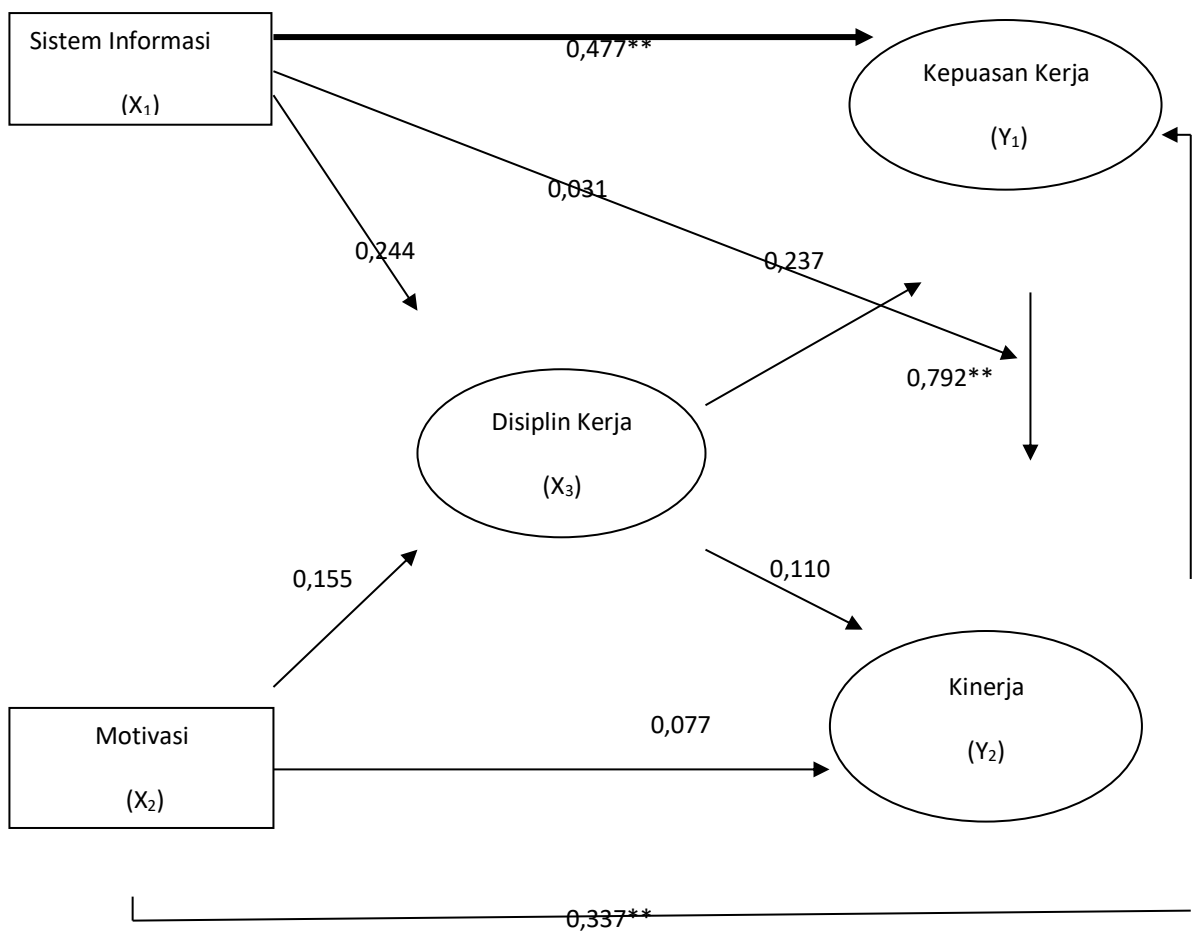 Sistem Informasi
(X₁)
0,477**
Kepuasan Kerja
(Y₁)
0,031
0,244
0,237
0,792**
Disiplin Kerja
(X₃)
0,155
0,110
Kinerja
(Y₂)
0,077
Motivasi
(X₂)
0,337**